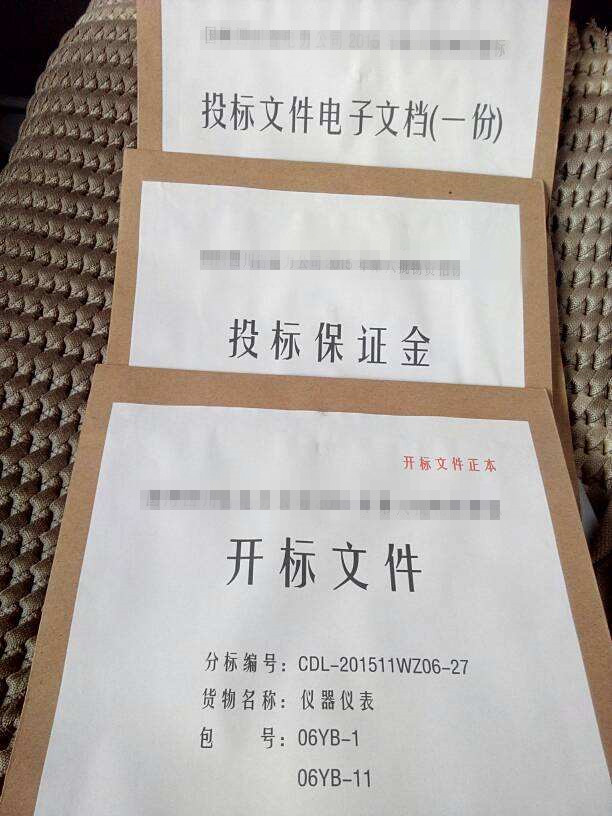 投标文件电子文档(一份)
投标保证金
开标文件正本
开标文件
分标编号：CDL-201511WZ06-27
货物名称：仪器仪表
包 号：06YB-1
06YB-11